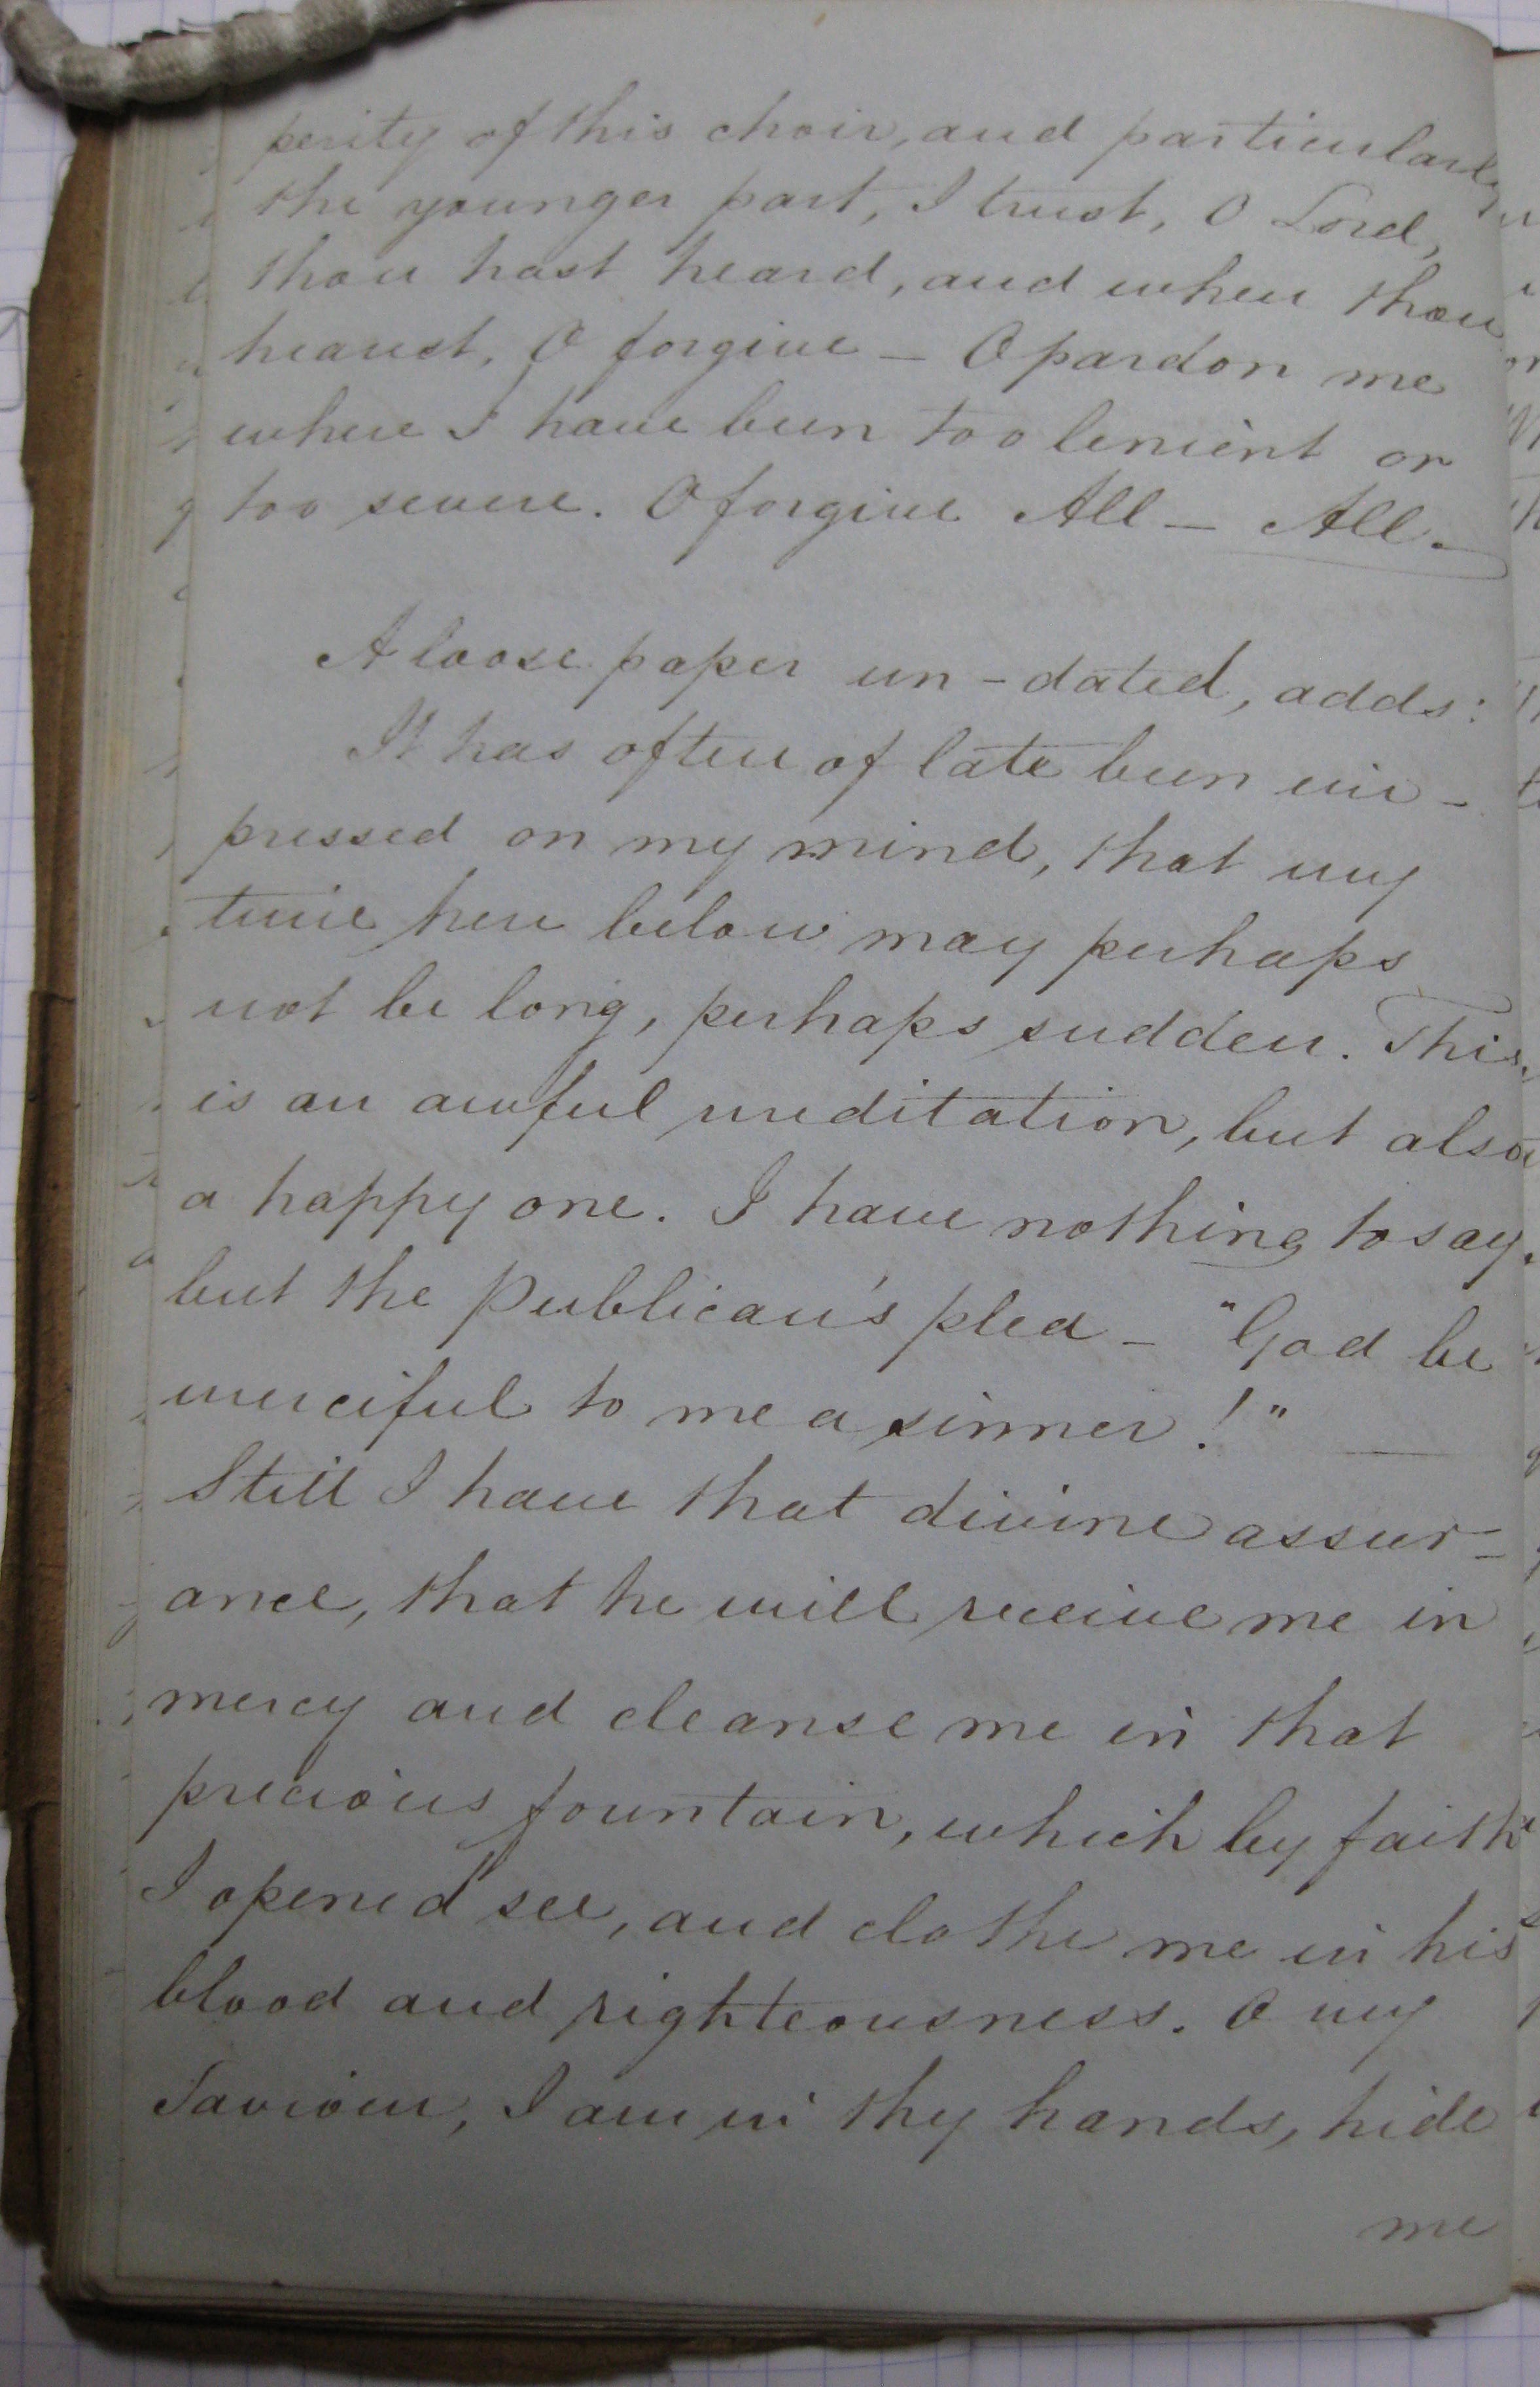 perity of this choir, and particularly
the younger part, I trust, O Lord,
thou hast heard, and when thou
hearest, O forgive — O pardon me
where I have been too lenient or
too severe. O forgive All — All.
A loose paper un-dated, adds:
It has often of late been im-
pressed on my mind, that my
time here below may perhaps
not be long, perhaps sudden. This
is an awful meditation, but also
a happy one. I have nothing to say
but the Publican's plea — "God be
merciful to me a sinner!" —
Still I have that divine assur-
ance, that he will receive me in
mercy and cleanse me in that
precious fountain, which by faith
I open'd see, and clothe me in his
blood and righteousness. O my
Saviour, I am in thy hands, hide
me